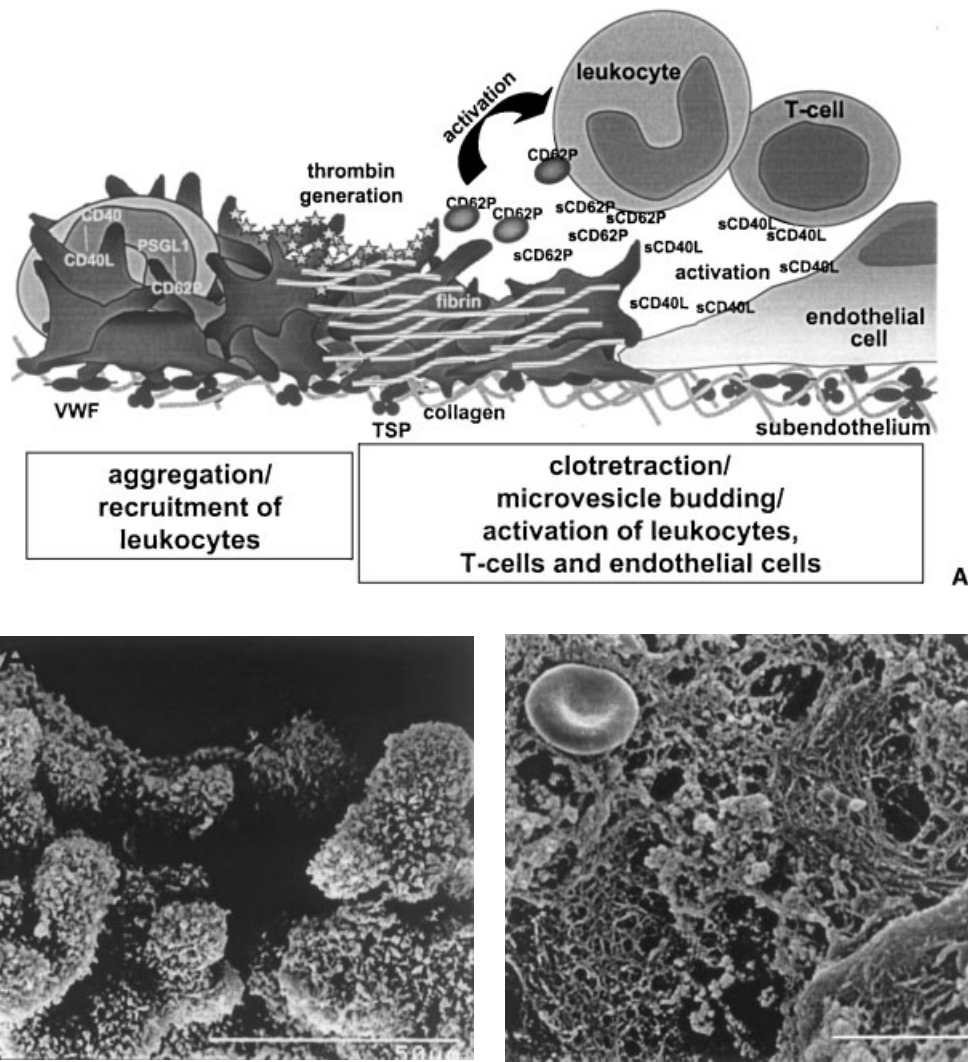 leukocyte
T-cell
activation
CD62P
thrombin
generation
CD62P
CD62P
sCD62P
sCD62P
sCD62P
sCD62P
sCD40L
sCD40L
sCD40L
activation
sCD40L
sCD40L
sCD40L
CD40
CD40L
PSGL1
CD62P
fibrin
endothelial
cell
VWF
TSP
collagen
subendothelium
aggregation/
recruitment of
leukocytes
clotretraction/
microvesicle budding/
activation of leukocytes,
T-cells and endothelial cells
A